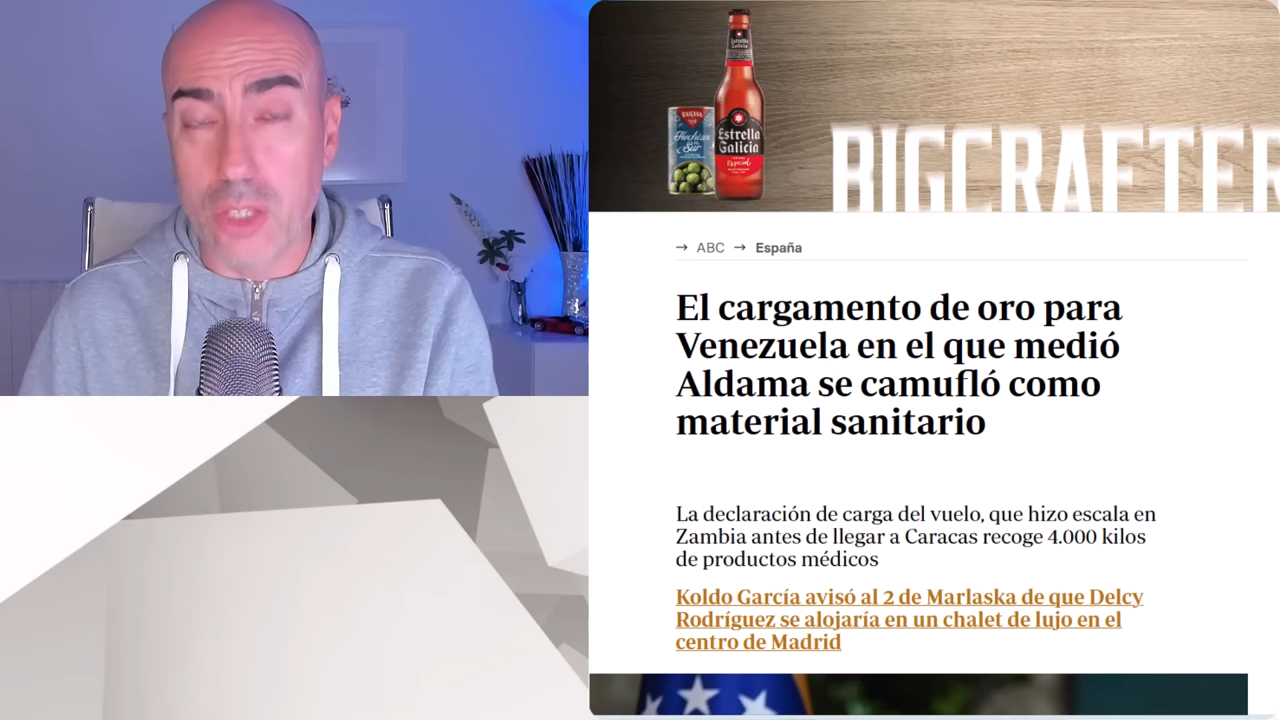 Estrella
Galicia
Especial
BIGCRAFTER
→ ABC → España
El cargamento de oro para
Venezuela en el que medió
Aldama se camufló como
material sanitario
La declaración de carga del vuelo, que hizo escala en
Zambia antes de llegar a Caracas recoge 4.000 kilos
de productos médicos
Koldo García avisó al 2 de Marlaska de que Delcy
Rodríguez se alojaría en un chalet de lujo en el
centro de Madrid